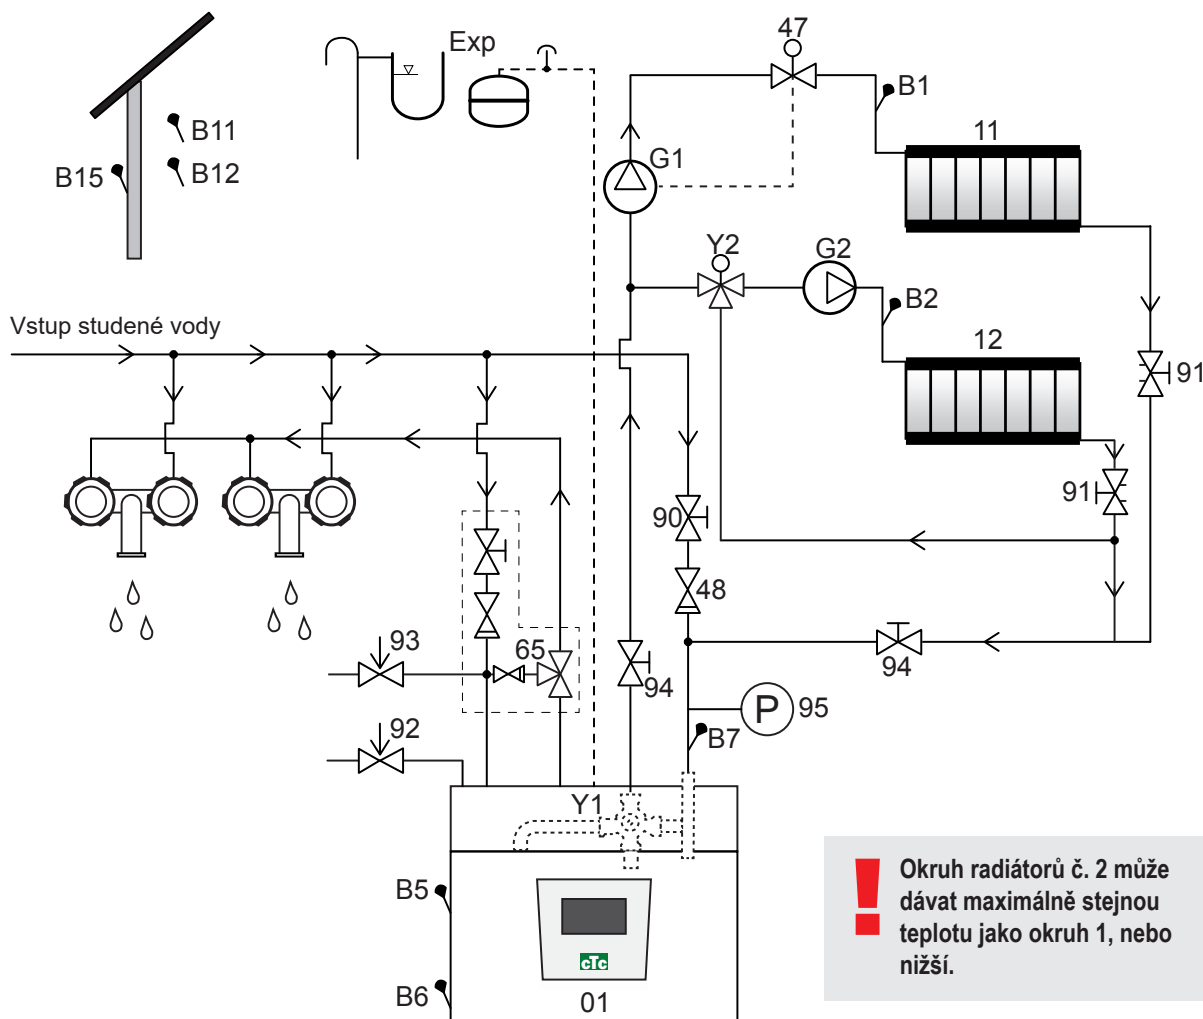 47
Exp
B1
B11
11
G1
B12
B15
Y2
G2
B2
Vstup studené vody
12
91
91
90
48
93
65
94
94
P
95
92
B7
Y1
B5
cTc
B6
01
Okruh radiátorů č. 2 může
dávat maximálně stejnou
teplotu jako okruh 1, nebo
nižší.